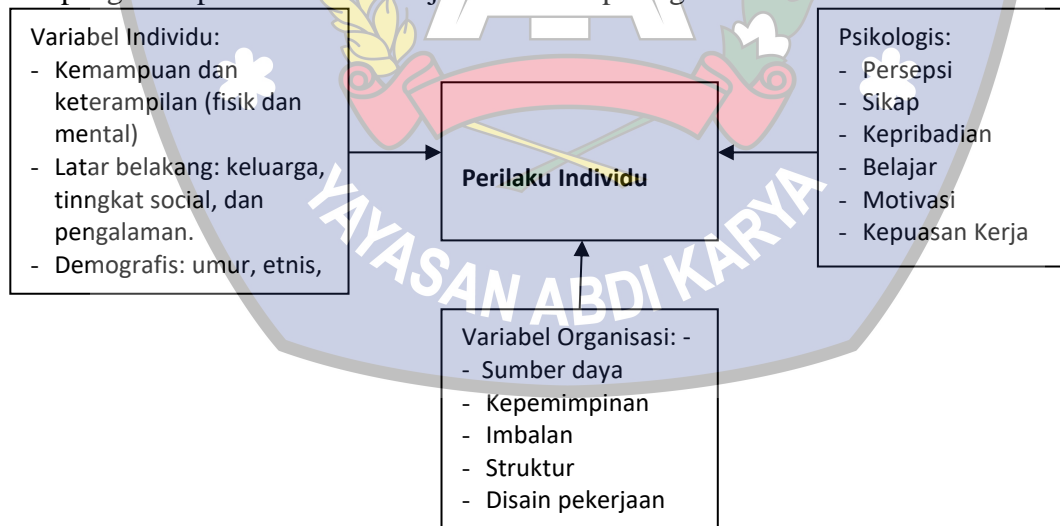 Variabel Individu:
- Kemampuan dan
keterampilan (fisik dan
mental)
- Latar belakang: keluarga,
tinngkat social, dan
pengalaman.
- Demografis: umur, etnis,
Perilaku Individu
Psikologis:
- Persepsi
- Sikap
- Kepribadian
- Belajar
- Motivasi
- Kepuasan Kerja
YAYASAN ABDI KARYA
Variabel Organisasi: -
- Sumber daya
- Kepemimpinan
- Imbalan
- Struktur
- Disain pekerjaan